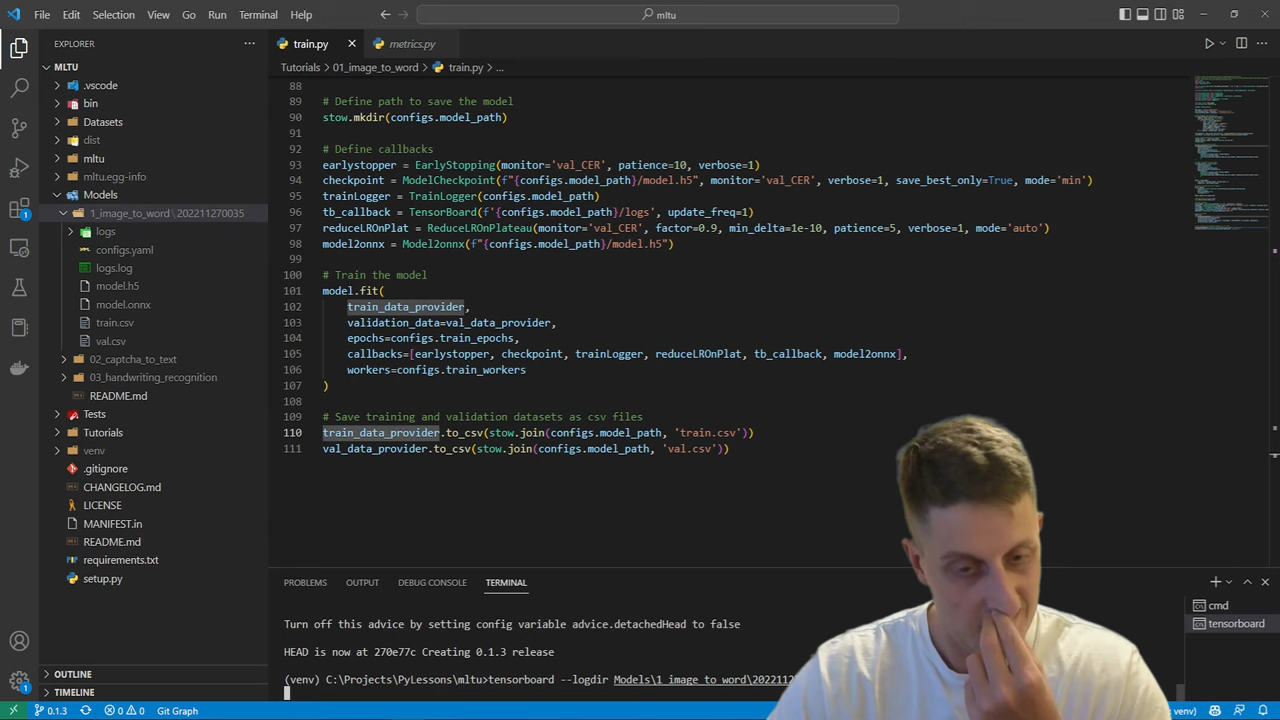 File Edit Selection View Go Run Terminal Help
mltu
EXPLORER
MLTU
.vscode
bin
Datasets
dist
mltu
mltu.egg-info
Models
1_image_to_word\202211270035
logs
configs.yaml
logs.log
model.h5
model.onnx
train.csv
val.csv
02_captcha_to_text
03_handwriting_recognition
README.md
Tests
Tutorials
venv
.gitignore
CHANGELOG.md
LICENSE
MANIFEST.in
README.md
requirements.txt
setup.py
OUTLINE
TIMELINE
train.py
metrics.py
Tutorials > 01_image_to_word > train.py > ...
88
89 # Define path to save the model
90 stow.mkdir(configs.model_path)
91
92 # Define callbacks
93 earlystopper = EarlyStopping(monitor='val_CER', patience=10, verbose=1)
94 checkpoint = ModelCheckpoint(f"{configs.model_path}/model.h5", monitor='val_CER', verbose=1, save_best_only=True, mode='min')
95 trainLogger = TrainLogger(configs.model_path)
96 tb_callback = TensorBoard(f'{configs.model_path}/logs', update_freq=1)
97 reduceLROnPlat = ReduceLROnPlateau(monitor='val_CER', factor=0.9, min_delta=1e-10, patience=5, verbose=1, mode='auto')
98 model2onnx = Model2onnx(f"{configs.model_path}/model.h5")
99
100 # Train the model
101 model.fit(
102 train_data_provider,
103 validation_data=val_data_provider,
104 epochs=configs.train_epochs,
105 callbacks=[earlystopper, checkpoint, trainLogger, reduceLROnPlat, tb_callback, model2onnx],
106 workers=configs.train_workers
107 )
108
109 # Save training and validation datasets as csv files
110 train_data_provider.to_csv(stow.join(configs.model_path, 'train.csv'))
111 val_data_provider.to_csv(stow.join(configs.model_path, 'val.csv'))
PROBLEMS OUTPUT DEBUG CONSOLE TERMINAL
cmd
tensorboard
Turn off this advice by setting config variable advice.detachedHead to false
HEAD is now at 270e77c Creating 0.1.3 release
(venv) C:\Projects\PyLessons\mltu>tensorboard --logdir Models\1_image_to_word\2022112
0.1.3 0 0 Git Graph venv)